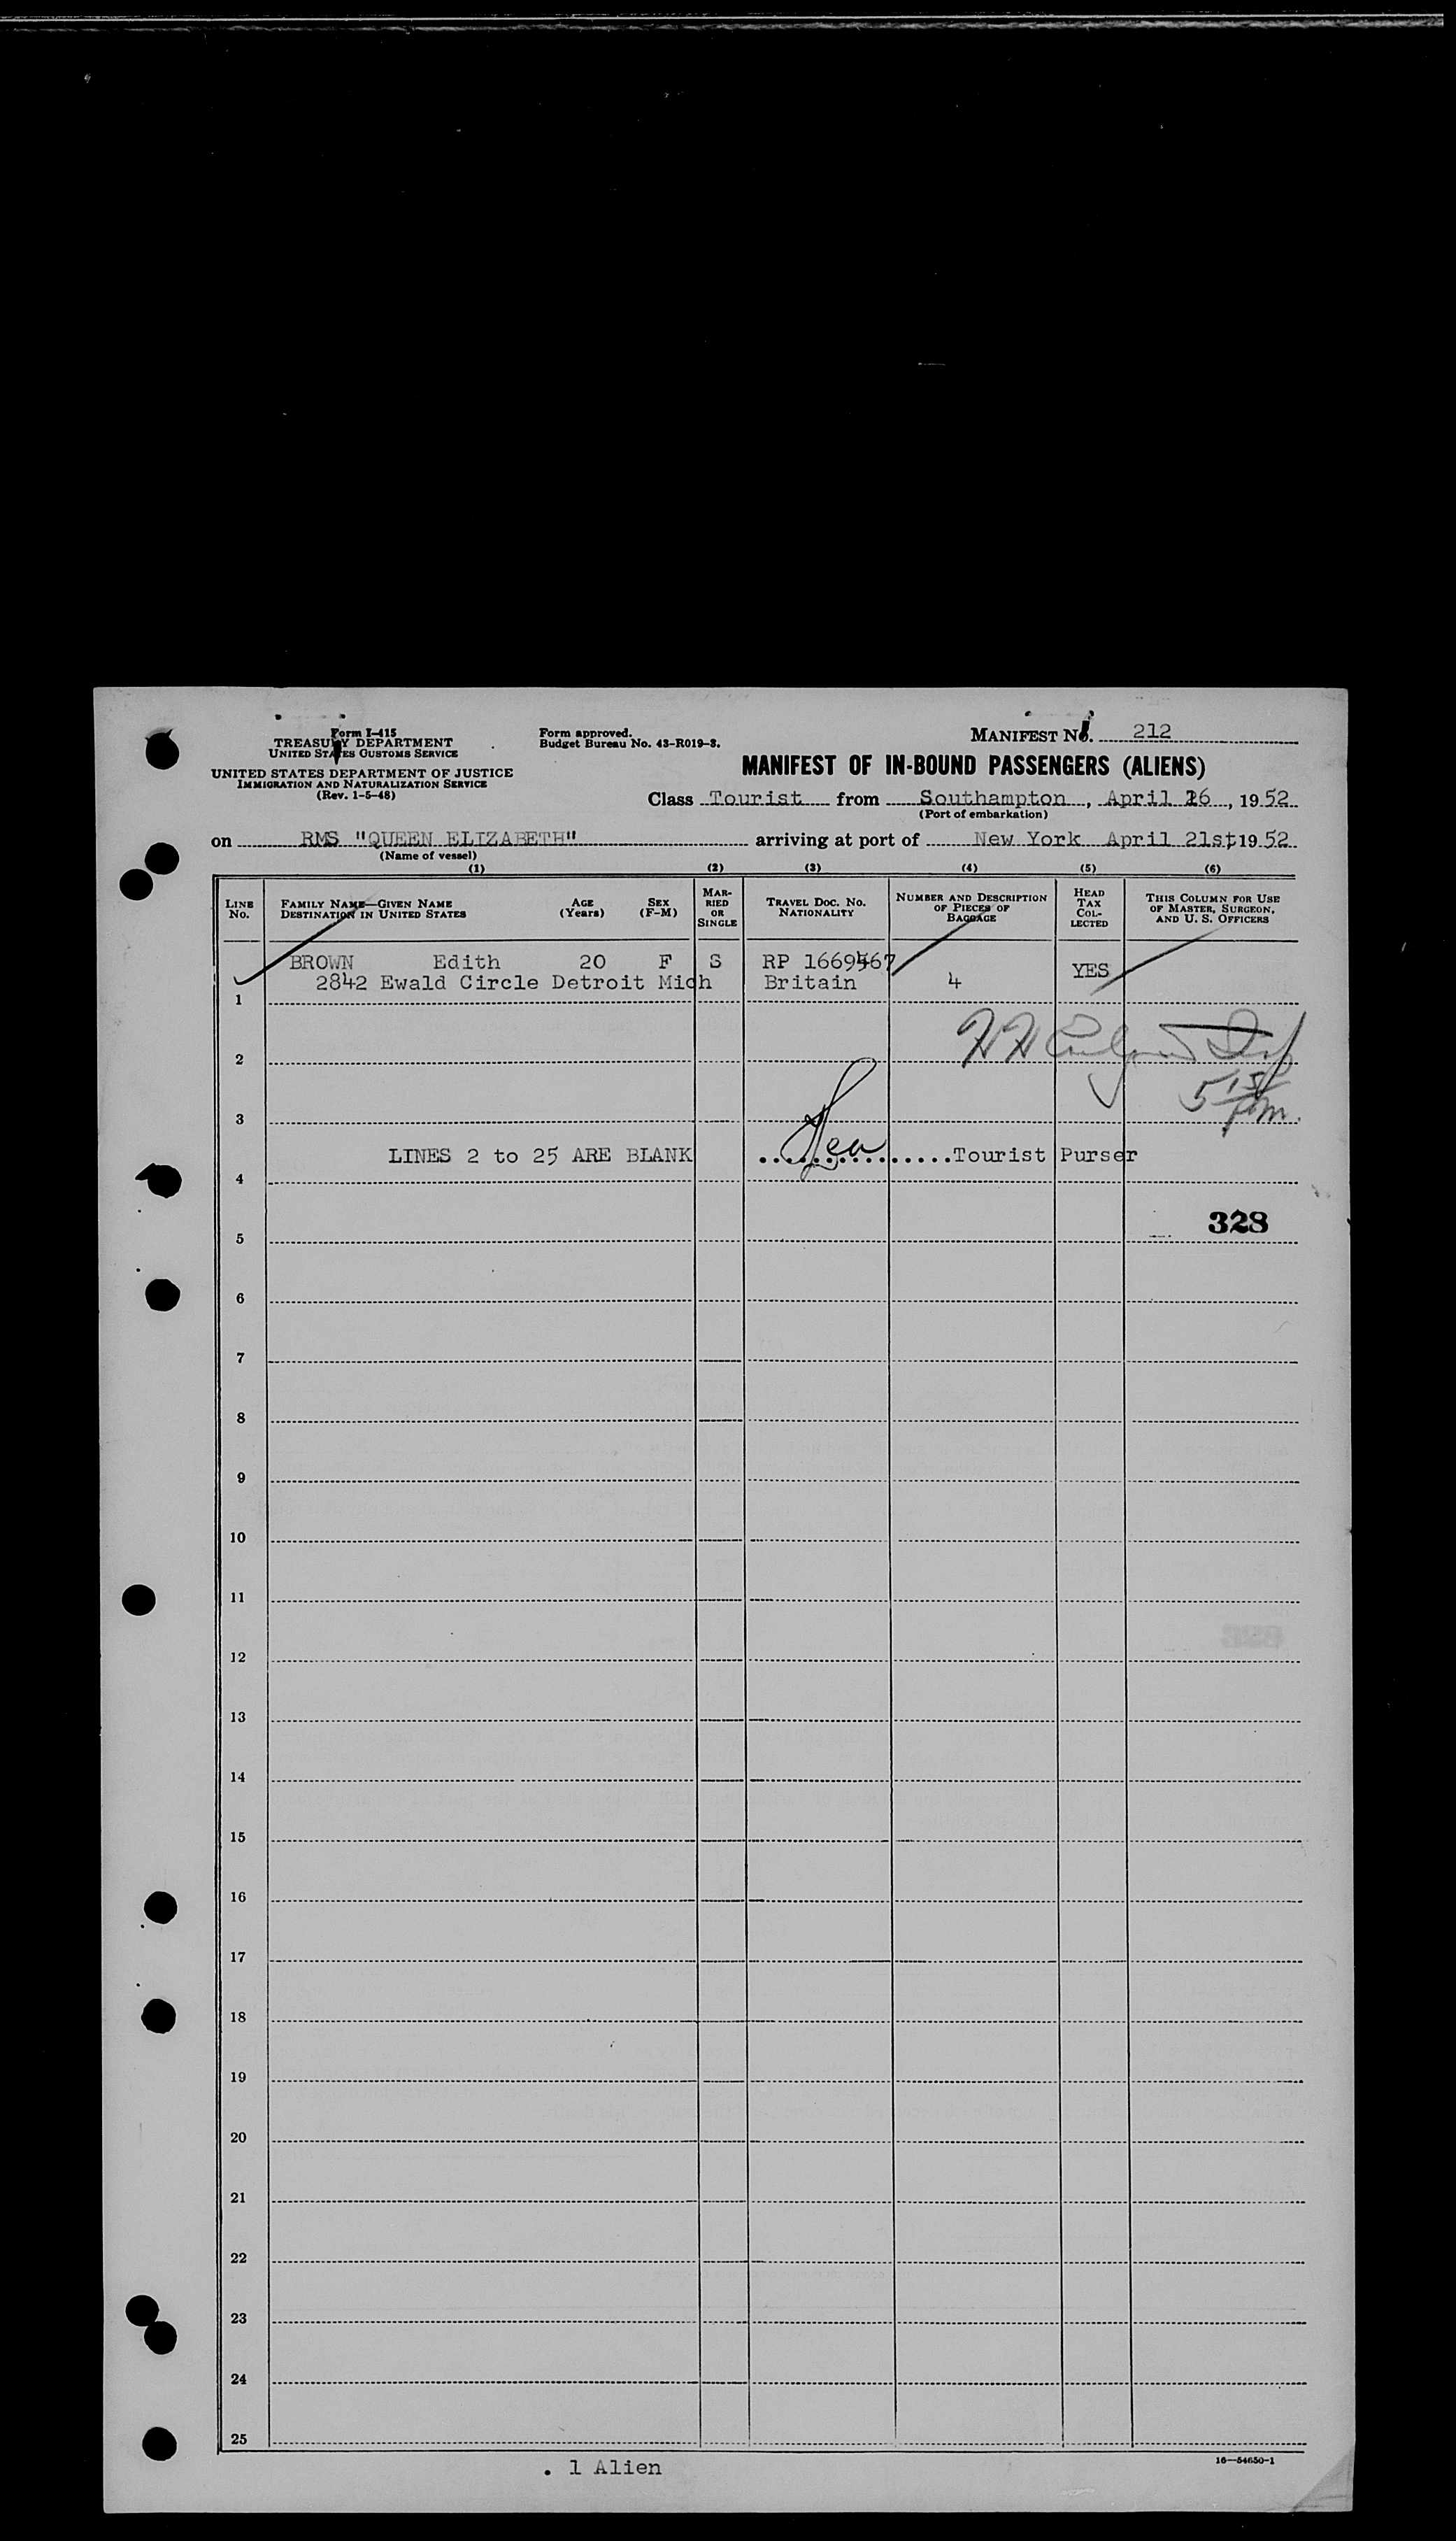 Form I-415
TREASURY DEPARTMENT
UNITED STATES CUSTOMS SERVICE
UNITED STATES DEPARTMENT OF JUSTICE
IMMIGRATION AND NATURALIZATION SERVICE
(Rev. 1-5-48)
Form approved.
Budget Bureau No. 43-R019-3.
MANIFEST No. 212
MANIFEST OF IN-BOUND PASSENGERS (ALIENS)
Class Tourist from Southampton, April 16, 1952
(Port of embarkation)
on RMS "QUEEN ELIZABETH" arriving at port of New York April 21st 1952
(Name of vessel)
(1) (2) (3) (4) (5) (6)
LINE No.
FAMILY NAME—GIVEN NAME
DESTINATION IN UNITED STATES
AGE (Years)
SEX (F-M)
MARRIED OR SINGLE
TRAVEL DOC. NO.
NATIONALITY
NUMBER AND DESCRIPTION OF PIECES OF BAGGAGE
HEAD TAX COLLECTED
THIS COLUMN FOR USE OF MASTER, SURGEON, AND U. S. OFFICERS
BROWN Edith 20 F S RP 1669467 YES
2842 Ewald Circle Detroit Mich Britain 4
1
2
5 15 pm.
3
LINES 2 to 25 ARE BLANK Tourist Purser
4
328
5
6
7
8
9
10
11
12
13
14
15
16
17
18
19
20
21
22
23
24
25
. 1 Alien
16—54650-1